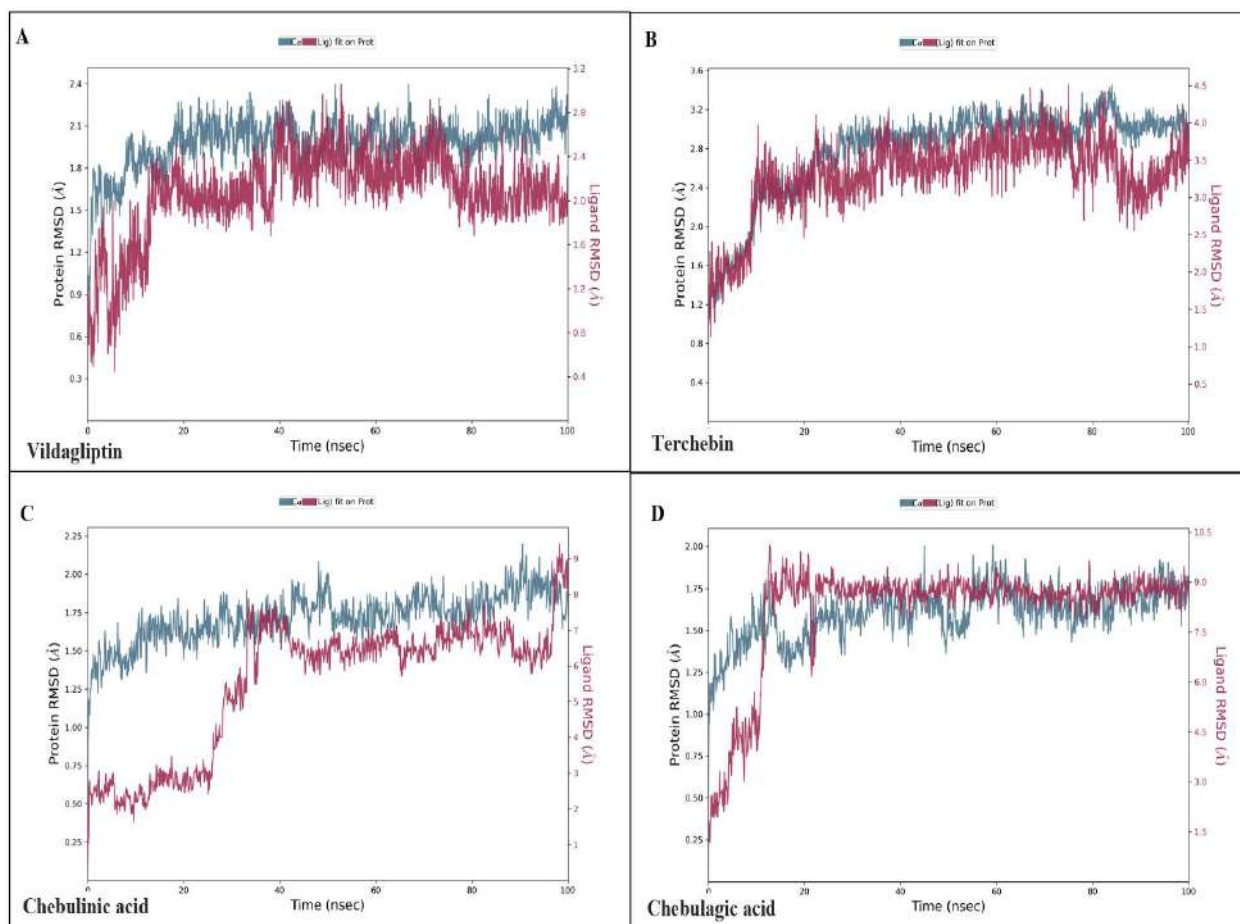 A
Cα (Lig) fit on Prot
Protein RMSD (Å)
2.4
2.1
1.8
1.5
1.2
0.9
0.6
0.3
3.2
2.8
2.4
2.0
1.6
1.2
0.8
0.4
Ligand RMSD (Å)
0 20 40 60 80 100
Time (nsec)
Vildagliptin
B
Cα (Lig) fit on Prot
Protein RMSD (Å)
3.6
3.2
2.8
2.4
2.0
1.6
1.2
0.8
0.4
4.5
4.0
3.5
3.0
2.5
2.0
1.5
1.0
0.5
Ligand RMSD (Å)
20 40 60 80 100
Time (nsec)
Terchebin
C
Cα (Lig) fit on Prot
Protein RMSD (Å)
2.25
2.00
1.75
1.50
1.25
1.00
0.75
0.50
0.25
9
8
7
6
5
4
3
2
1
Ligand RMSD (Å)
0 20 40 60 80 100
Time (nsec)
Chebulinic acid
D
Cα (Lig) fit on Prot
Protein RMSD (Å)
2.00
1.75
1.50
1.25
1.00
0.75
0.50
0.25
10.5
9.0
7.5
6.0
4.5
3.0
1.5
Ligand RMSD (Å)
0 20 40 60 80 100
Time (nsec)
Chebulagic acid